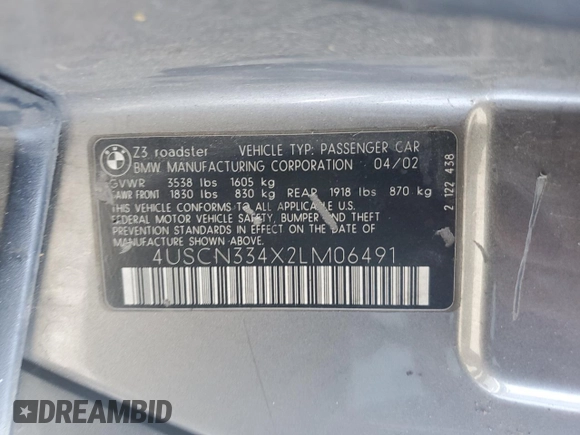 BMW
Z3 roadster VEHICLE TYP: PASSENGER CAR
BMW MANUFACTURING CORPORATION 04/02
GVWR 3538 lbs 1605 kg
GAWR FRONT 1830 lbs 830 kg REAR 1918 lbs 870 kg
THIS VEHICLE CONFORMS TO ALL APPLICABLE U.S.
FEDERAL MOTOR VEHICLE SAFETY, BUMPER AND THEFT
PREVENTION STANDARDS IN EFFECT ON THE DATE OF
MANUFACTURE SHOWN ABOVE.
4USCN334X2LM06491
2 122 438
DREAMBID